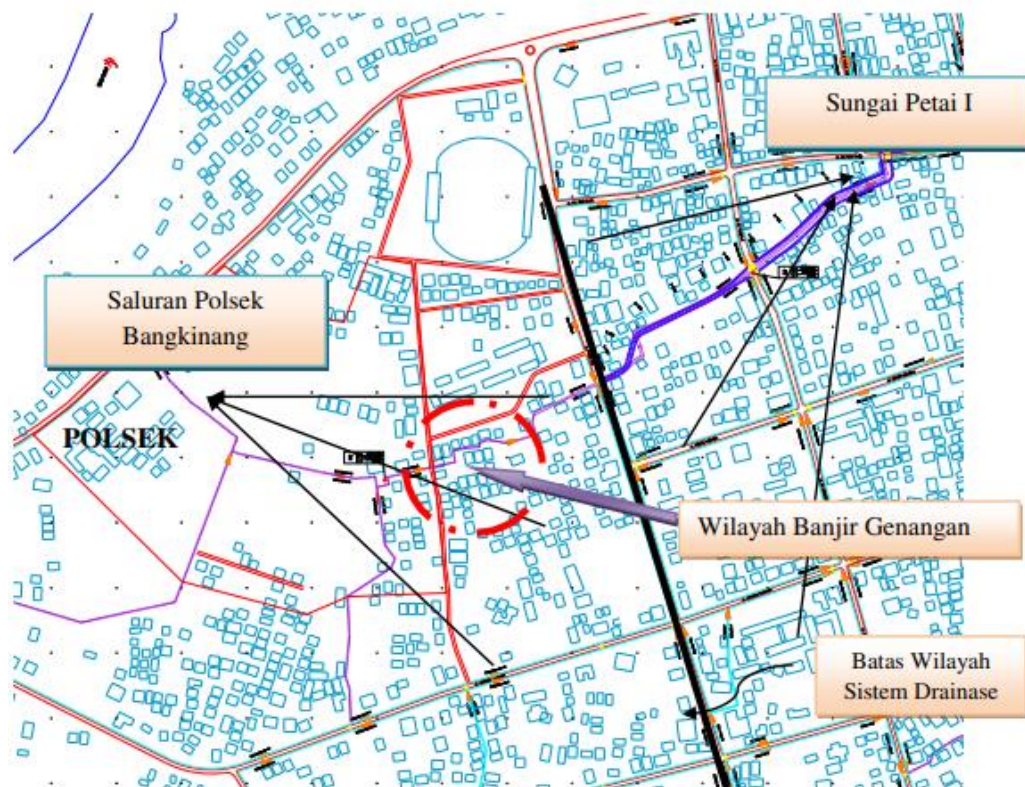 Sungai Petai I
Saluran Polsek
Bangkinang
POLSEK
Wilayah Banjir Genangan
Batas Wilayah
Sistem Drainase